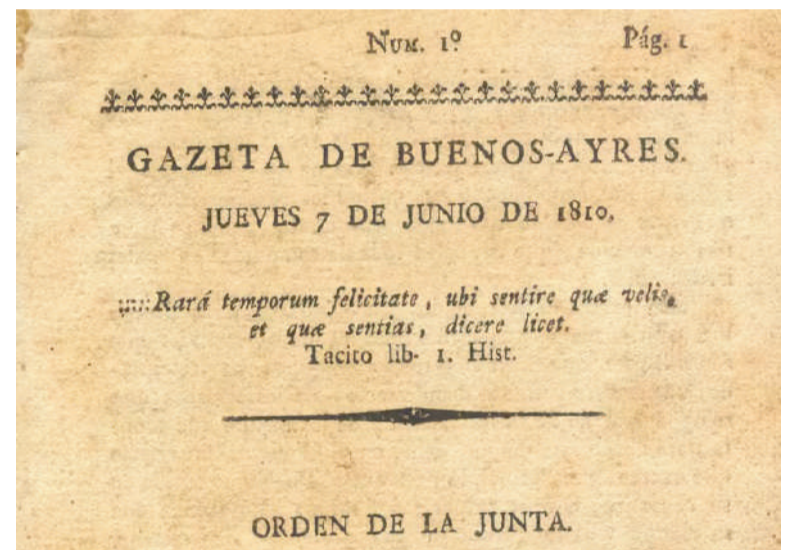 Num. 1º Pág. 1
GAZETA DE BUENOS-AYRES.
JUEVES 7 DE JUNIO DE 1810.
::::Rará temporum felicitate, ubi sentire quæ velis,
et quæ sentias, dicere licet.
Tacito lib- 1. Hist.
ORDEN DE LA JUNTA.